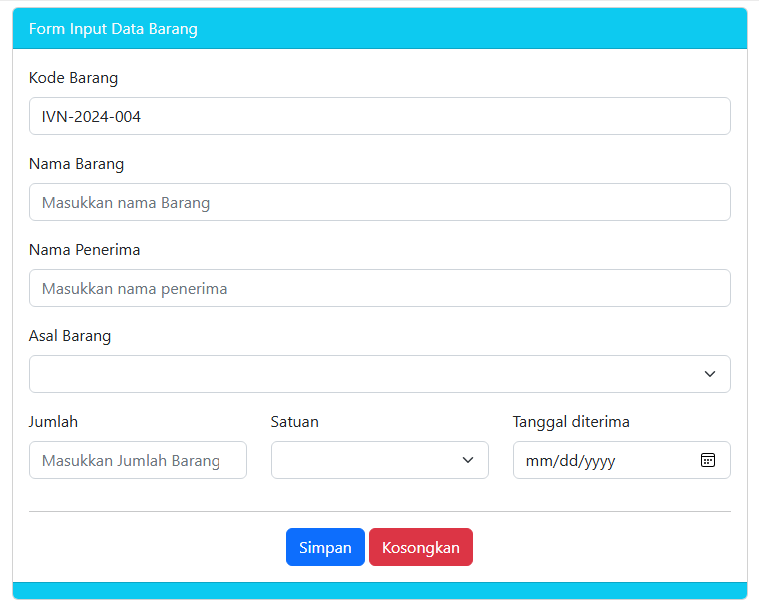 Form Input Data Barang
Kode Barang
IVN-2024-004
Nama Barang
Masukkan nama Barang
Nama Penerima
Masukkan nama penerima
Asal Barang
Jumlah Satuan Tanggal diterima
Masukkan Jumlah Barang mm/dd/yyyy
Simpan Kosongkan